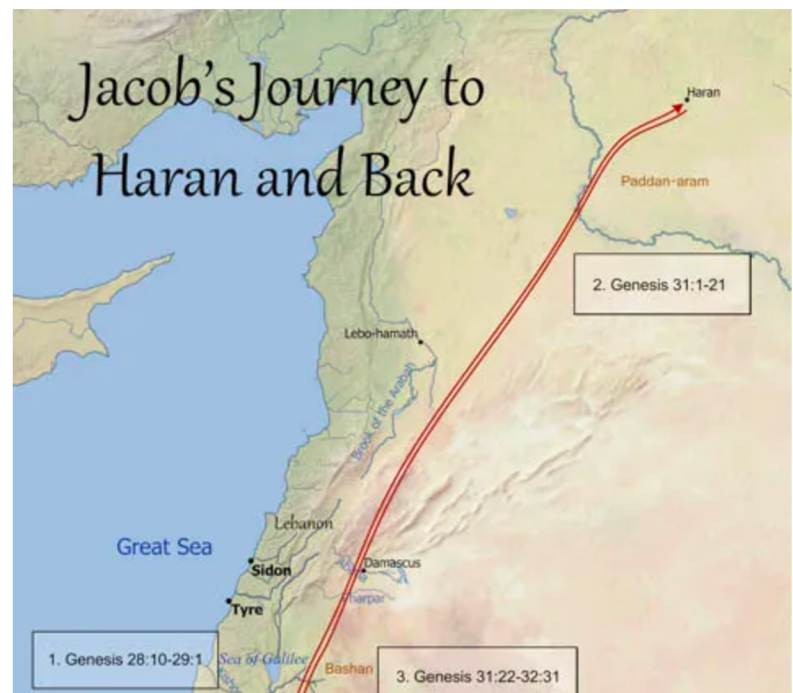 Jacob's Journey to
Haran and Back
Haran
Paddan-aram
2. Genesis 31:1-21
Lebo-hamath
Brook of the Arabah
Lebanon
Great Sea
Sidon
Damascus
Tyre
Pharpar
1. Genesis 28:10-29:1
Sea of Galilee
Bashan
3. Genesis 31:22-32:31